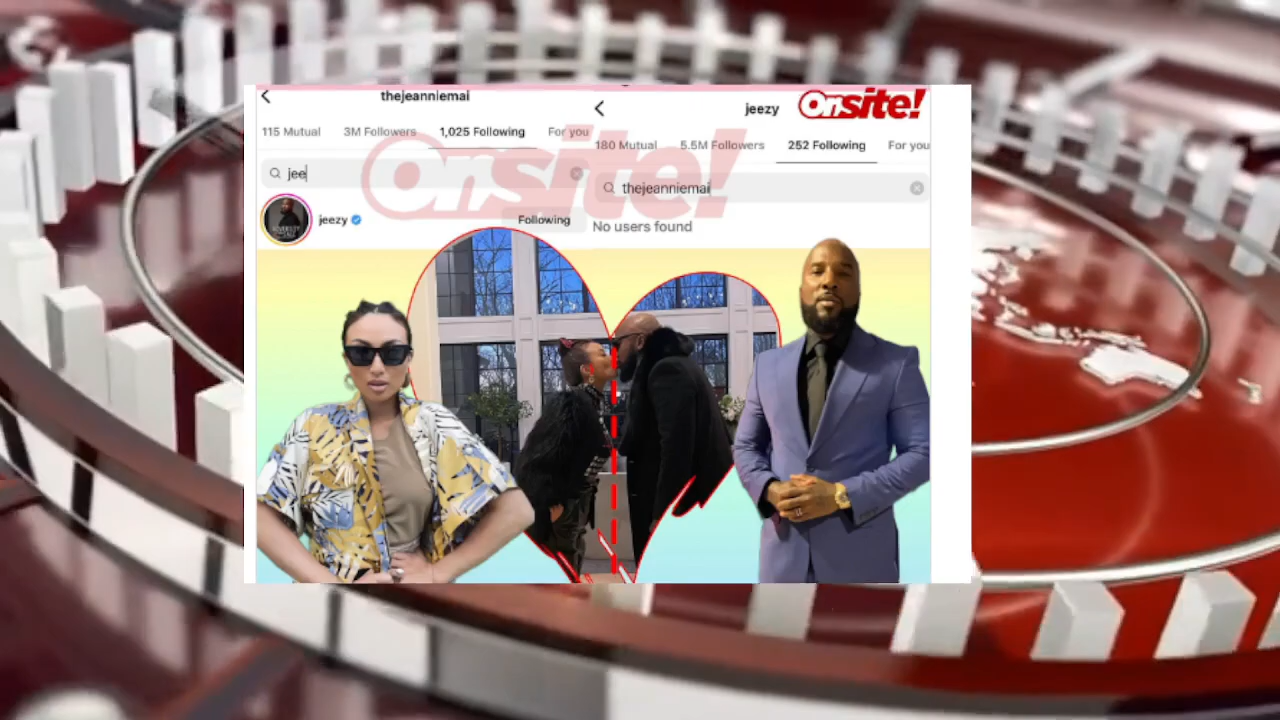 thejeanniemai
115 Mutual 3M Followers 1,025 Following For you
jee
jeezy
Following
Onsite!
jeezy
Onsite!
180 Mutual 5.5M Followers 252 Following For you
thejeanniemai
No users found